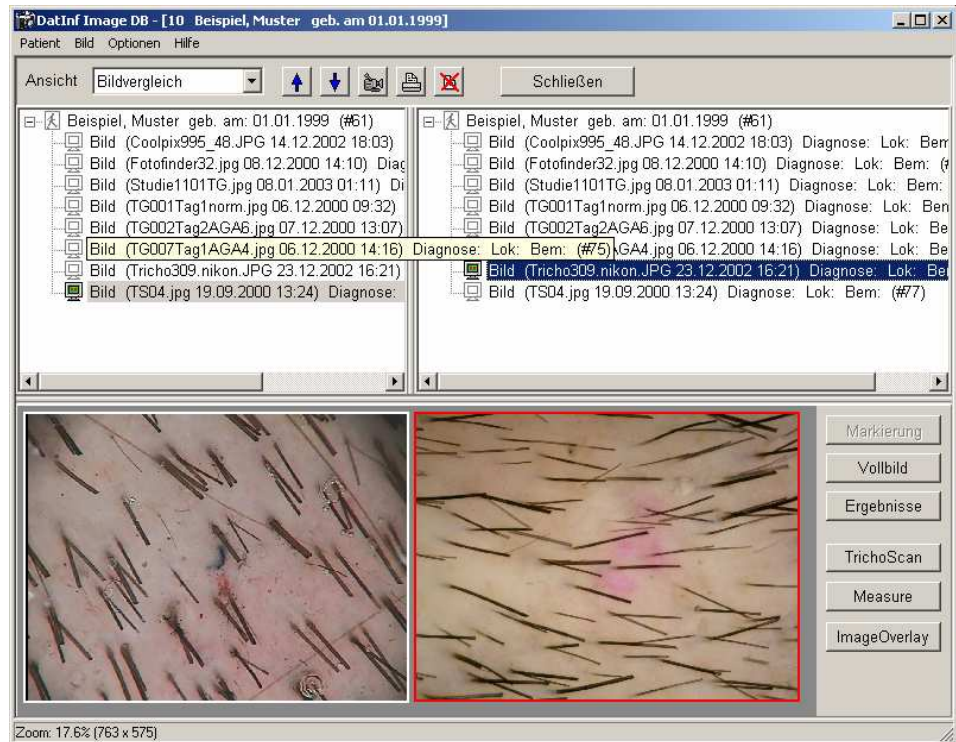 DatInf Image DB - [10 Beispiel, Muster geb. am 01.01.1999]
Patient Bild Optionen Hilfe
Ansicht Bildvergleich Schließen
Beispiel, Muster geb. am: 01.01.1999 (#61)
Bild (Coolpix995_48.JPG 14.12.2002 18:03)
Bild (Fotofinder32.jpg 08.12.2000 14:10) Diag
Bild (Studie1101TG.jpg 08.01.2003 01:11) Di
Bild (TG001Tag1norm.jpg 06.12.2000 09:32)
Bild (TG002Tag2AGA6.jpg 07.12.2000 13:07)
Bild (TG007Tag1AGA4.jpg 06.12.2000 14:16) Diagnose: Lok: Bem: (#75)
Bild (Tricho309.nikon.JPG 23.12.2002 16:21)
Bild (TS04.jpg 19.09.2000 13:24) Diagnose:
Beispiel, Muster geb. am: 01.01.1999 (#61)
Bild (Coolpix995_48.JPG 14.12.2002 18:03) Diagnose: Lok: Bem
Bild (Fotofinder32.jpg 08.12.2000 14:10) Diagnose: Lok: Bem: (#
Bild (Studie1101TG.jpg 08.01.2003 01:11) Diagnose: Lok: Bem:
Bild (TG001Tag1norm.jpg 06.12.2000 09:32) Diagnose: Lok: Ben
Bild (TG002Tag2AGA6.jpg 07.12.2000 13:07) Diagnose: Lok: Be
AGA4.jpg 06.12.2000 14:16) Diagnose: Lok: Be
Bild (Tricho309.nikon.JPG 23.12.2002 16:21) Diagnose: Lok: Be
Bild (TS04.jpg 19.09.2000 13:24) Diagnose: Lok: Bem: (#77)
Markierung
Vollbild
Ergebnisse
TrichoScan
Measure
ImageOverlay
Zoom: 17.6% (763 x 575)